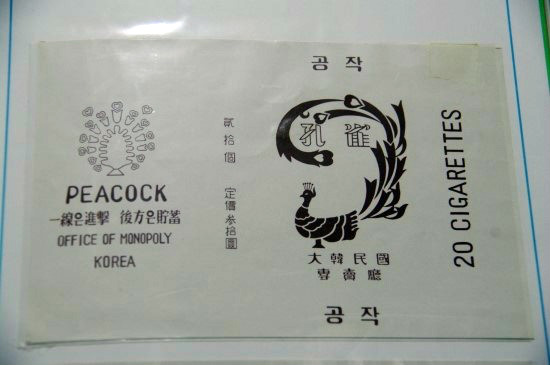 PEACOCK
一線은進擊 後方은貯蓄
OFFICE OF MONOPOLY
KOREA
貳拾個 定價参拾圓
공작
孔雀
大韓民國
專賣廳
공작
20 CIGARETTES